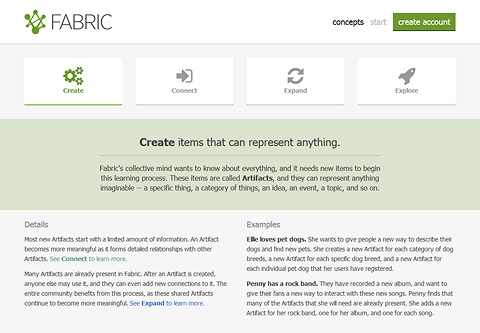 FABRIC
concepts start create account
Create Connect Expand Explore
Create items that can represent anything.
Fabric's collective mind wants to know about everything, and it needs new items to begin
this learning process. These items are called Artifacts, and they can represent anything
imaginable -- a specific thing, a category of things, an idea, an event, a topic, and so on.
Details
Most new Artifacts start with a limited amount of information. An Artifact
becomes more meaningful as it forms detailed relationships with other
Artifacts. See Connect to learn more.
Many Artifacts are already present in Fabric. After an Artifact is created,
anyone else may use it, and they can even add new connections to it. The
entire community benefits from this process, as these shared Artifacts
continue to become more meaningful. See Expand to learn more.
Examples
Ellie loves pet dogs. She wants to give people a new way to describe their
dogs and find new pets. She creates a new Artifact for each category of dog
breeds, a new Artifact for each specific dog breed, and a new Artifact for
each individual pet dog that her users have registered.
Penny has a rock band. They have recorded a new album, and want to
give their fans a new way to interact with these new songs. Penny finds that
many of the Artifacts that she will need are already present. She adds a new
Artifact for her rock band, one for her album, and one for each song.